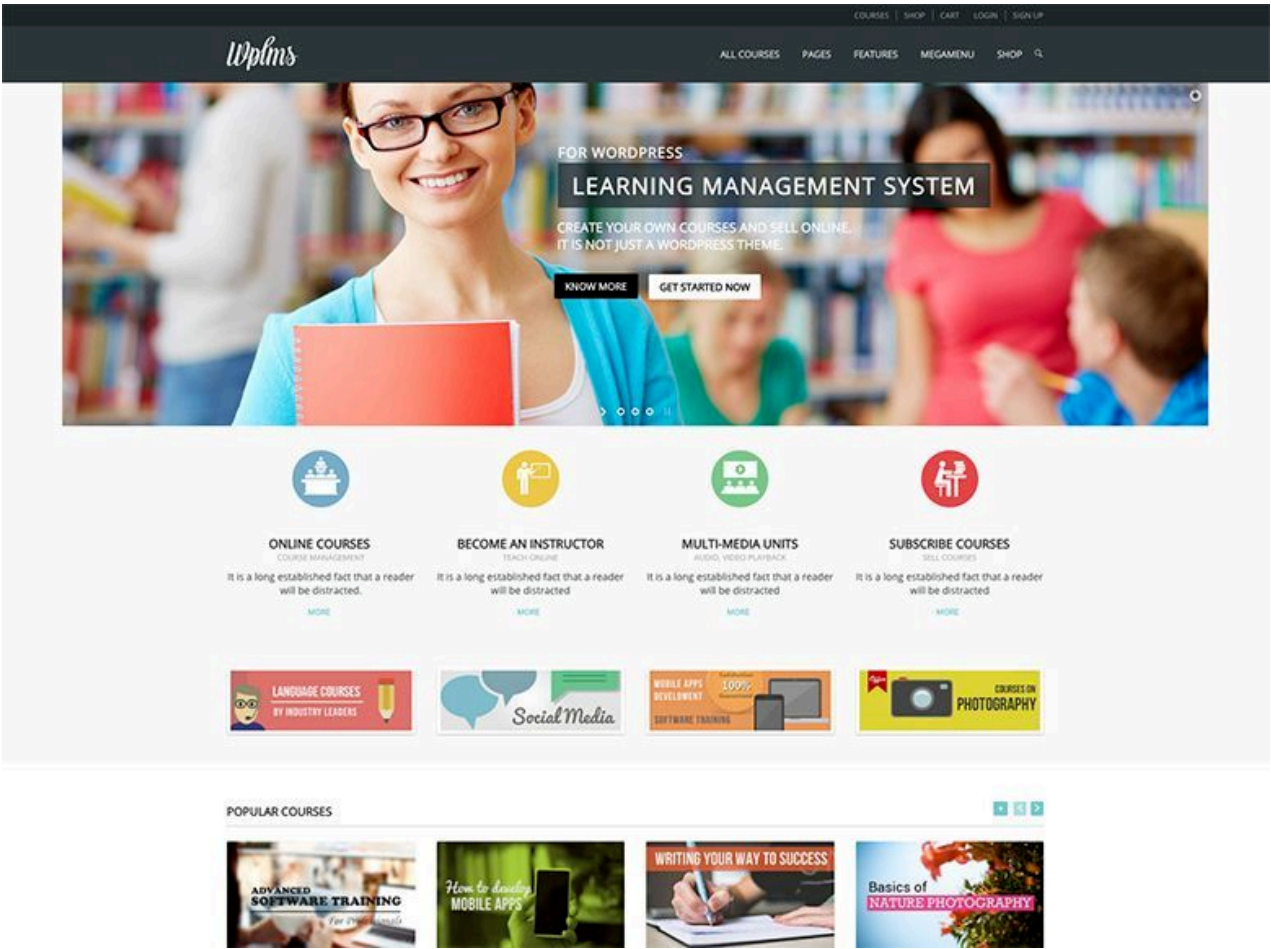 COURSES | SHOP | CART LOGIN | SIGN UP
Wplms
ALL COURSES PAGES FEATURES MEGAMENU SHOP
FOR WORDPRESS
LEARNING MANAGEMENT SYSTEM
CREATE YOUR OWN COURSES AND SELL ONLINE.
IT IS NOT JUST A WORDPRESS THEME.
KNOW MORE GET STARTED NOW
ONLINE COURSES
COURSE MANAGEMENT
It is a long established fact that a reader
will be distracted.
MORE
BECOME AN INSTRUCTOR
TEACH ONLINE
It is a long established fact that a reader
will be distracted
MORE
MULTI-MEDIA UNITS
AUDIO, VIDEO PLAYBACK
It is a long established fact that a reader
will be distracted
MORE
SUBSCRIBE COURSES
SELL COURSES
It is a long established fact that a reader
will be distracted
MORE
LANGUAGE COURSES
BY INDUSTRY LEADERS
Social Media
MOBILE APPS
DEVELOPMENT
100%
SOFTWARE TRAINING
COURSES ON
PHOTOGRAPHY
POPULAR COURSES
ADVANCED
SOFTWARE TRAINING
For Professionals
How to develop
MOBILE APPS
WRITING YOUR WAY TO SUCCESS
Basics of
NATURE PHOTOGRAPHY